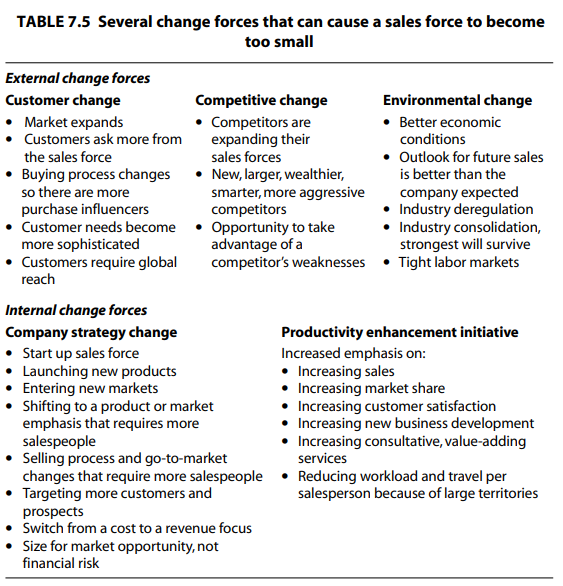 TABLE 7.5 Several change forces that can cause a sales force to become
too small
External change forces
Customer change
• Market expands
• Customers ask more from
the sales force
• Buying process changes
so there are more
purchase influencers
• Customer needs become
more sophisticated
• Customers require global
reach
Competitive change
• Competitors are
expanding their
sales forces
• New, larger, wealthier,
smarter, more aggressive
competitors
• Opportunity to take
advantage of a
competitor's weaknesses
Environmental change
• Better economic
conditions
• Outlook for future sales
is better than the
company expected
• Industry deregulation
• Industry consolidation,
strongest will survive
• Tight labor markets
Internal change forces
Company strategy change
• Start up sales force
• Launching new products
• Entering new markets
• Shifting to a product or market
emphasis that requires more
salespeople
• Selling process and go-to-market
changes that require more salespeople
• Targeting more customers and
prospects
• Switch from a cost to a revenue focus
• Size for market opportunity, not
financial risk
Productivity enhancement initiative
Increased emphasis on:
• Increasing sales
• Increasing market share
• Increasing customer satisfaction
• Increasing new business development
• Increasing consultative, value-adding
services
• Reducing workload and travel per
salesperson because of large territories